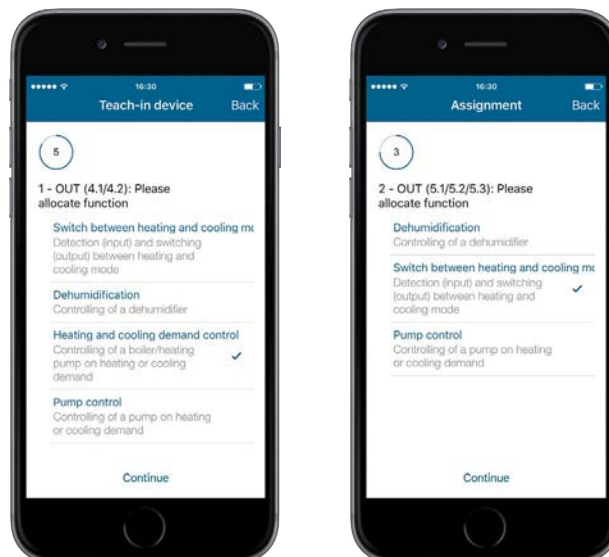 16:30
Teach-in device Back
5
1 - OUT (4.1/4.2): Please
allocate function
Switch between heating and cooling mo
Detection (input) and switching
(output) between heating and
cooling mode
Dehumidification
Controlling of a dehumidifier
Heating and cooling demand control
Controlling of a boiler/heating
pump on heating or cooling
demand
Pump control
Controlling of a pump on heating
or cooling demand
Continue
16:30
Assignment Back
3
2 - OUT (5.1/5.2/5.3): Please
allocate function
Dehumidification
Controlling of a dehumidifier
Switch between heating and cooling mo
Detection (input) and switching
(output) between heating and
cooling mode
Pump control
Controlling of a pump on heating
or cooling demand
Continue